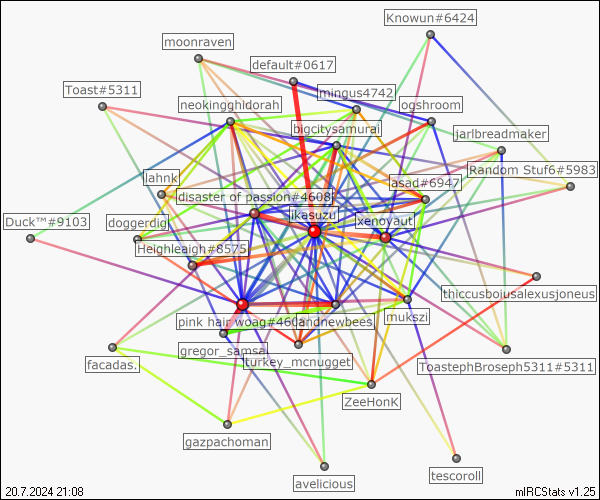 Knowun#6424
moonraven
default#0617
Toast#5311
mingus4742
neokingghidorah
ogshroom
bigcitysamurai
jarlbreadmaker
Random Stuf6#5983
lahnk
asad#6947
disaster of passion#4608
ikasuzu
xenoyaut
Duck™#9103
doggerdig
Heighleaigh#8575
thiccusboiusalexusjoneus
pink hair woag#460
andnewbees
mukszi
gregor_samsa
turkey_mcnugget
facadas.
ToastephBroseph5311#5311
ZeeHonK
gazpachoman
tescoroll
avelicious
20.7.2024 21:08
mIRCStats v1.25